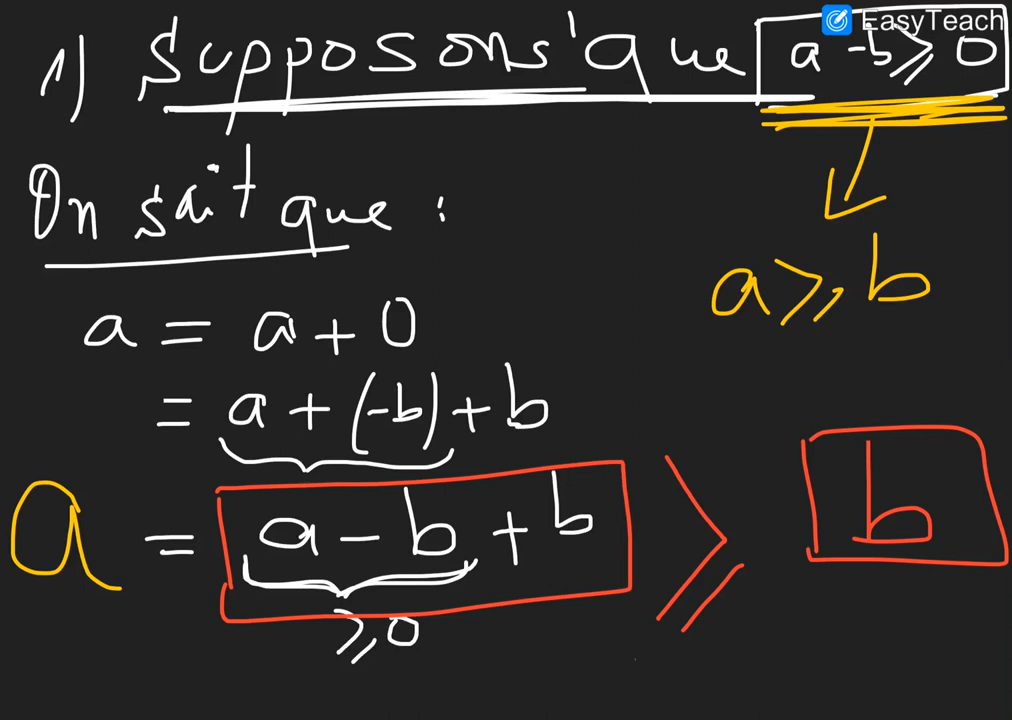 EasyTeach
1) Supposons que a - b ⩾ 0
On sait que :
a ⩾ b
a = a + 0
= a + (-b) + b
a = a - b + b ⩾ b
⩾ 0